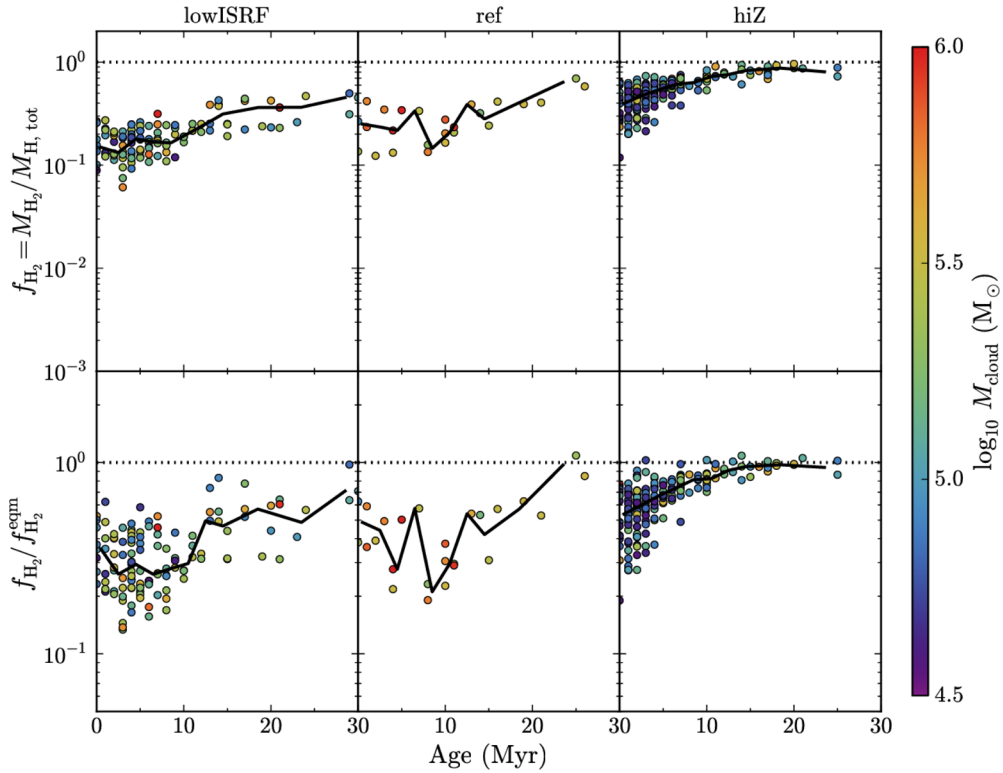 lowISRF ref hiZ
10⁰
10⁻¹
10⁻²
10⁻³
f_H₂ = M_H₂/M_H, tot
10⁰
10⁻¹
f_H₂/f_H₂^eqm
0 10 20 30 10 20 30 10 20 30
Age (Myr)
6.0
5.5
5.0
4.5
log₁₀ M_cloud (M_⊙)